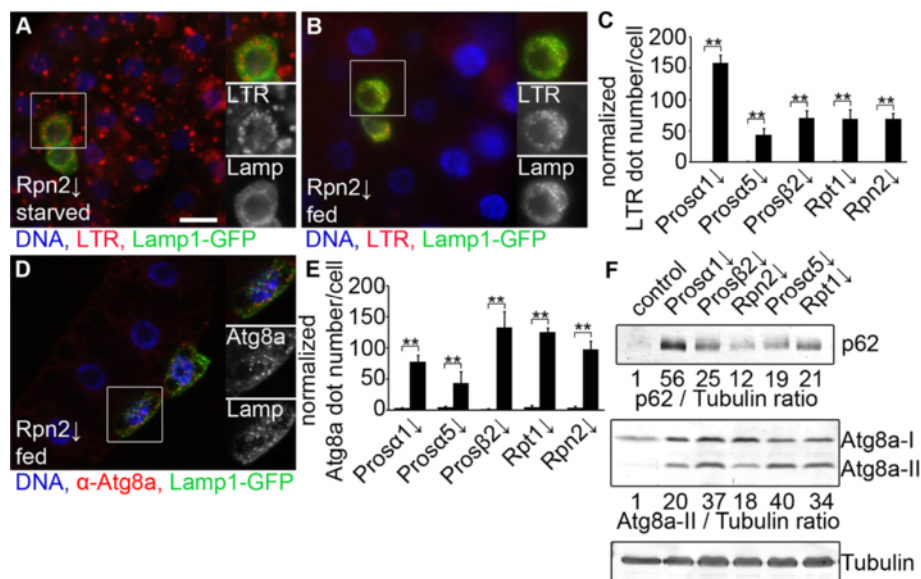 A
LTR
Lamp
Rpn2↓
starved
DNA, LTR, Lamp1-GFP
B
LTR
Lamp
Rpn2↓
fed
DNA, LTR, Lamp1-GFP
C
normalized
LTR dot number/cell
200
150
100
50
0
** ** ** ** **
Prosα1↓ Prosα5↓ Prosβ2↓ Rpt1↓ Rpn2↓
D
Atg8a
Lamp
Rpn2↓
fed
DNA, α-Atg8a, Lamp1-GFP
E
normalized
Atg8a dot number/cell
200
150
100
50
0
** ** ** ** **
Prosα1↓ Prosα5↓ Prosβ2↓ Rpt1↓ Rpn2↓
F
control Prosα1↓ Prosβ2↓ Rpn2↓ Prosα5↓ Rpt1↓
p62
1 56 25 12 19 21
p62 / Tubulin ratio
Atg8a-I
Atg8a-II
1 20 37 18 40 34
Atg8a-II / Tubulin ratio
Tubulin